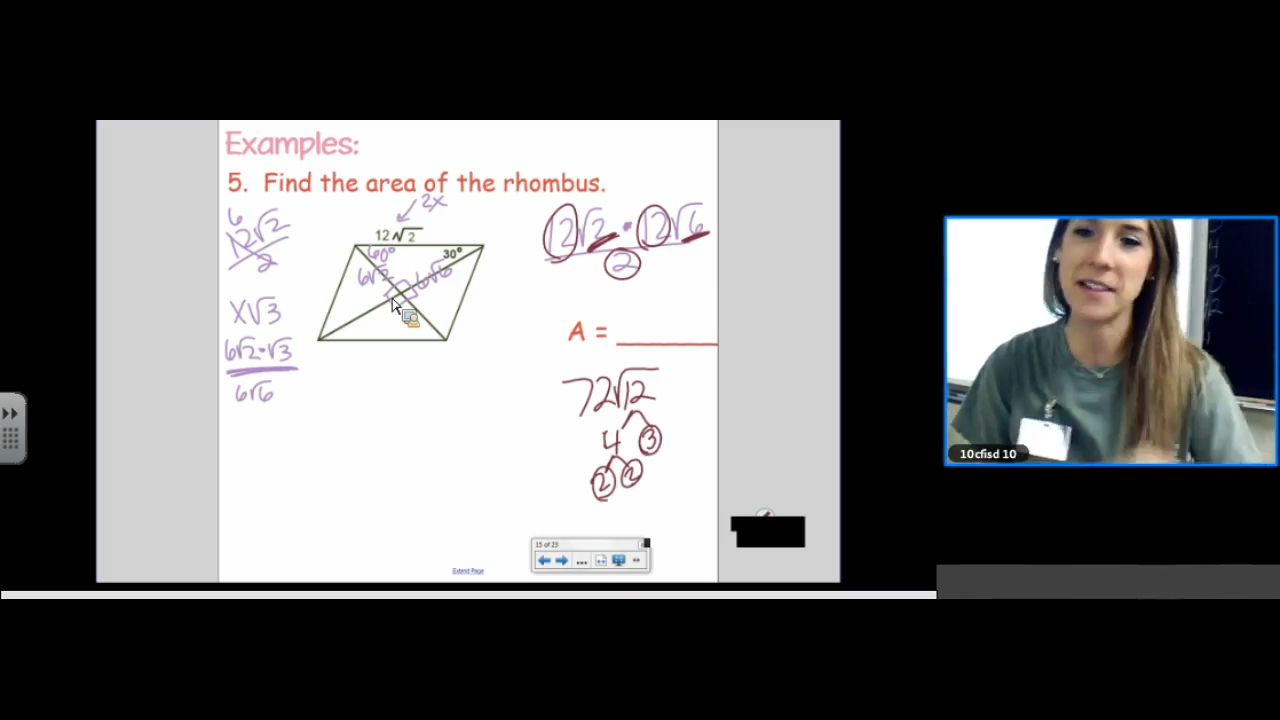 Examples:
5. Find the area of the rhombus.
2x
12√2
60°
30°
6√2
6√6
6
12√2
2
x√3
6√2·√3
6√6
12√2 · 12√6
2
A = ________
72√12
4 3
2 2
15 of 23
Extend Page
10cfisd 10